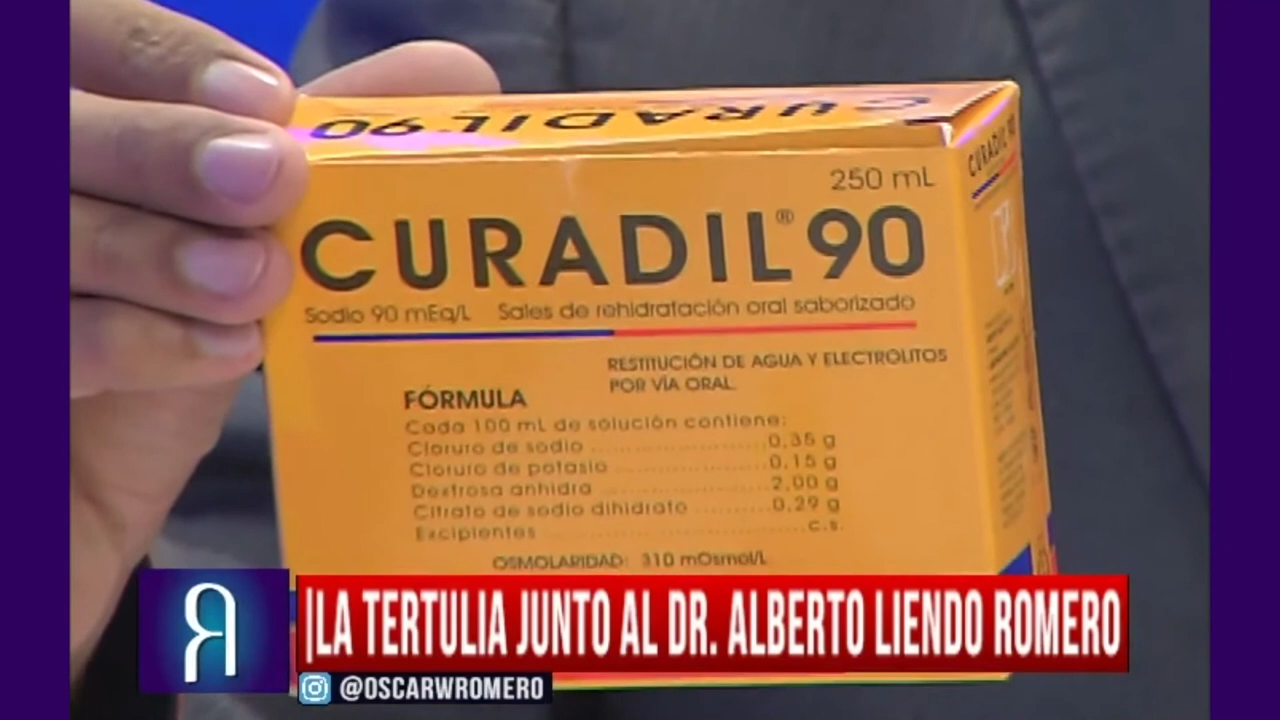 CURADIL 90
CURADIL 90
250 mL
CURADIL® 90
Sodio 90 mEq/L Sales de rehidratación oral saborizado
RESTITUCIÓN DE AGUA Y ELECTROLITOS
POR VÍA ORAL.
FÓRMULA
Cada 100 mL de solución contiene:
Cloruro de sodio ........................ 0,35 g
Cloruro de potasio ..................... 0,15 g
Dextrosa anhidra ....................... 2,00 g
Citrato de sodio dihidrato ............ 0,29 g
Excipientes ................................ c.s.
OSMOLARIDAD: 310 mOsmol/L
LA TERTULIA JUNTO AL DR. ALBERTO LIENDO ROMERO
@OSCARWROMERO